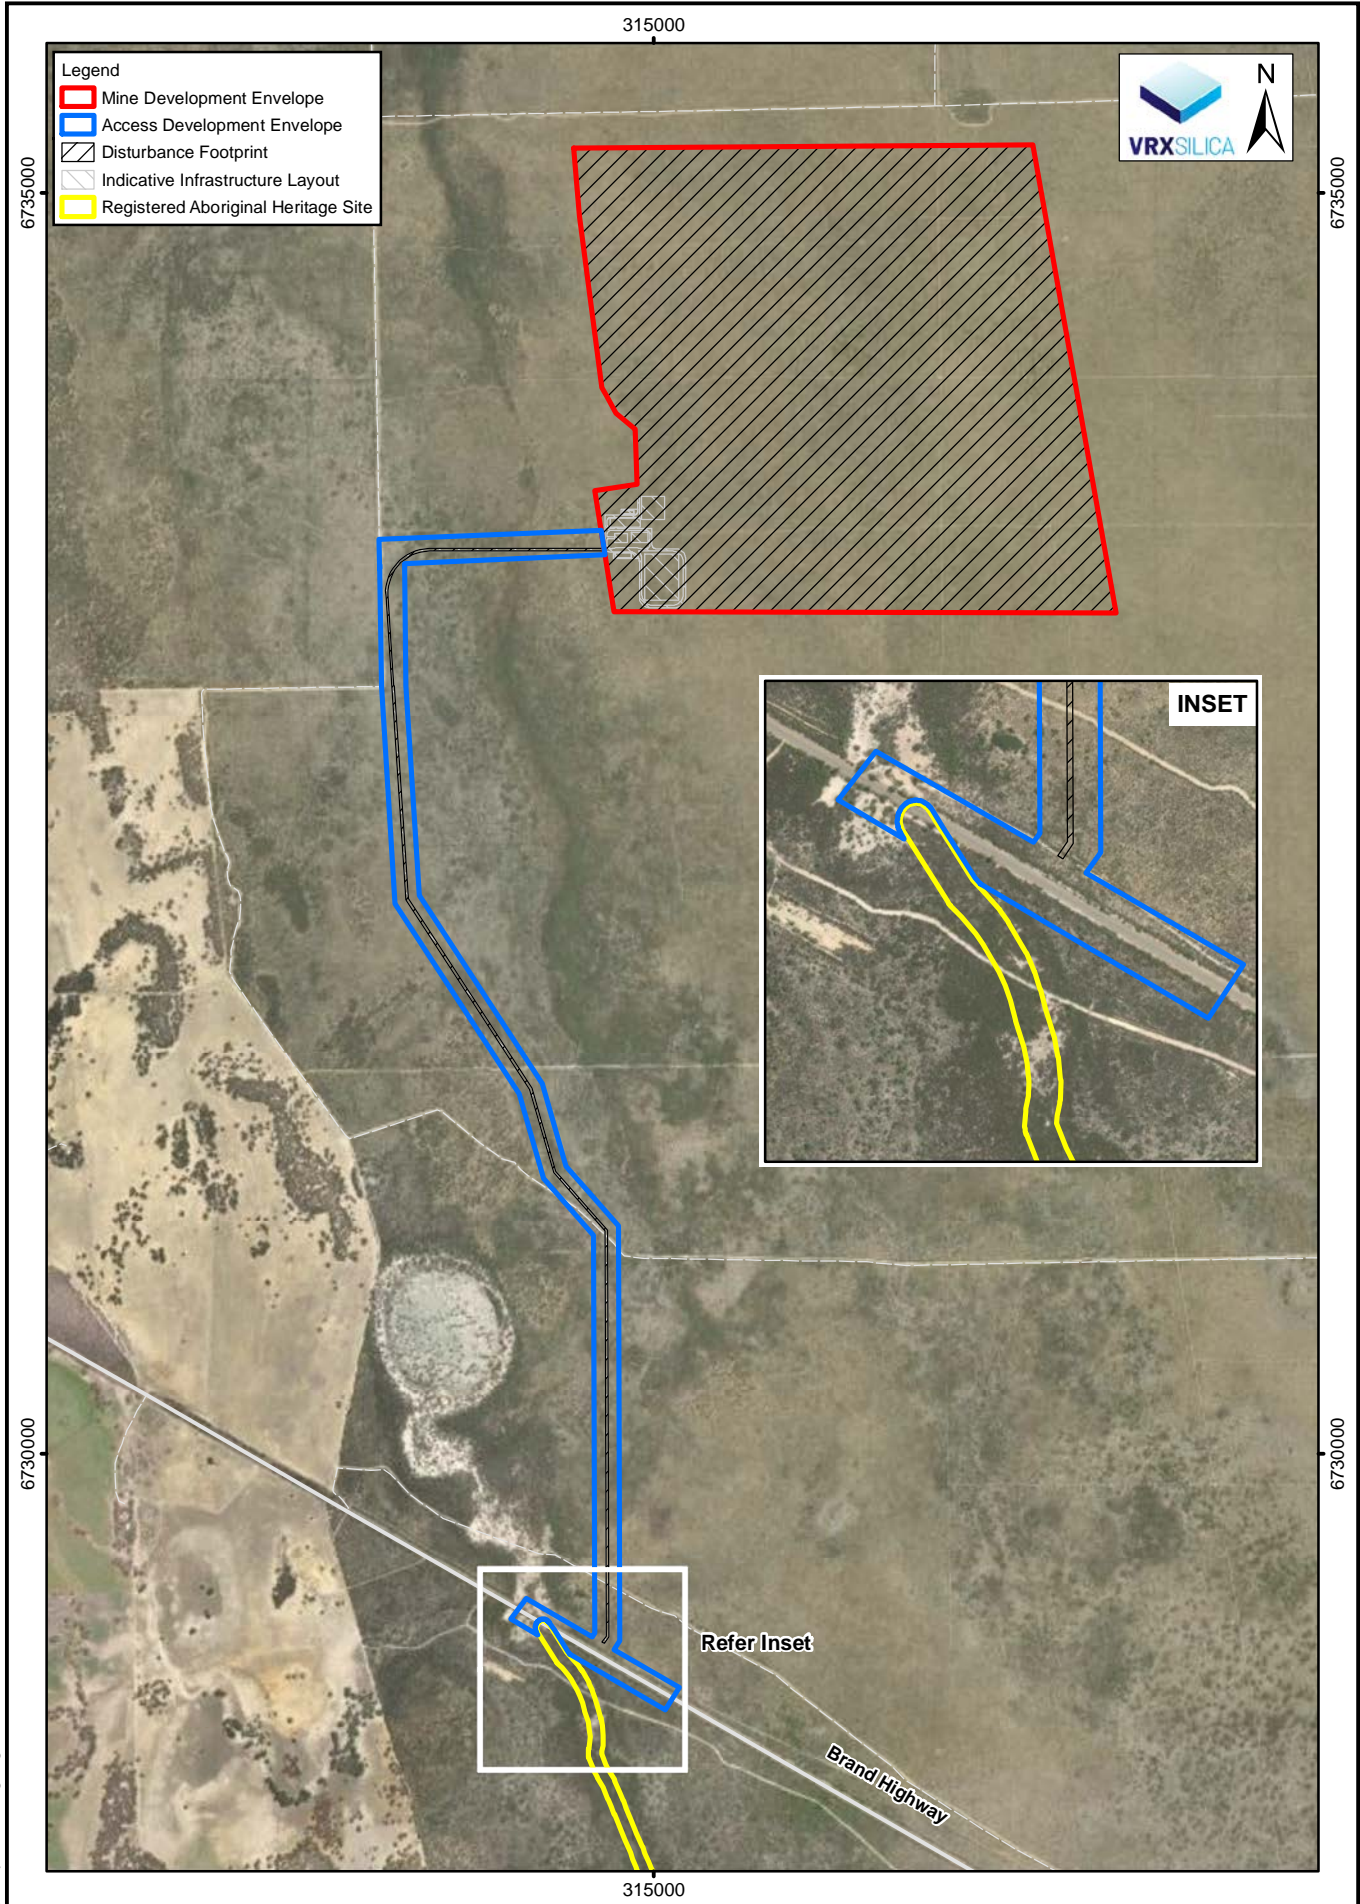 315000
Legend
Mine Development Envelope
Access Development Envelope
Disturbance Footprint
Indicative Infrastructure Layout
Registered Aboriginal Heritage Site
N
VRXSILICA
6735000
6735000
INSET
6730000
6730000
Refer Inset
Brand Highway
315000